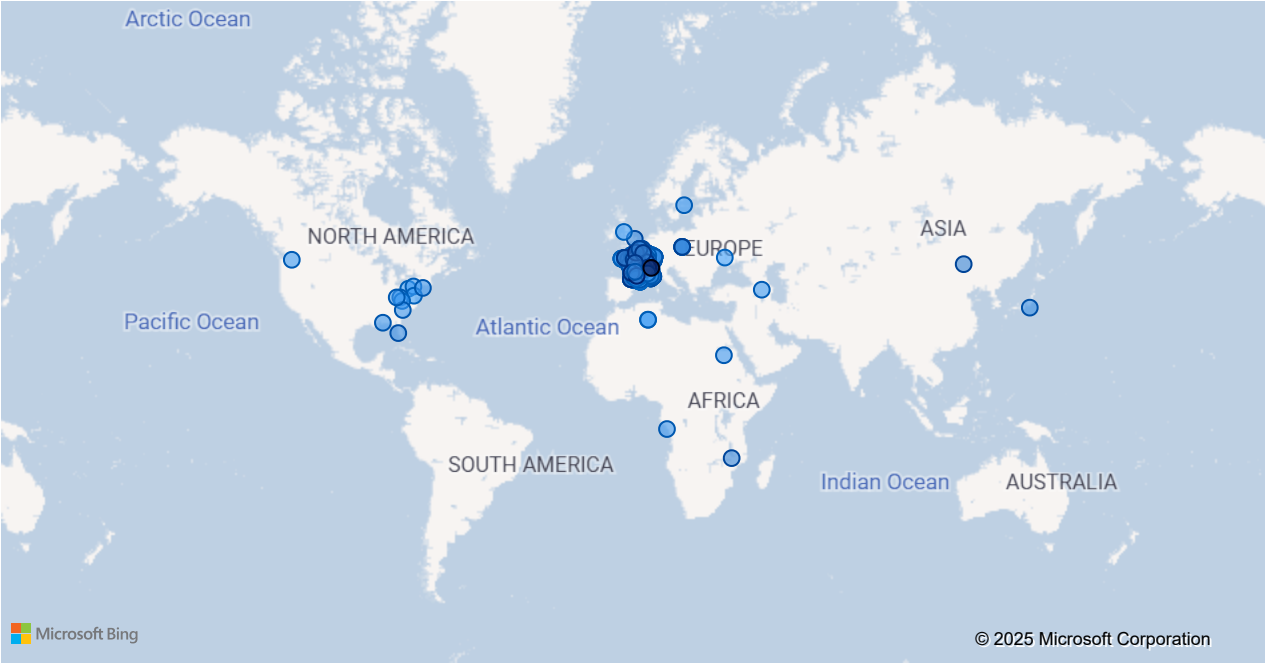 Arctic Ocean
NORTH AMERICA
ASIA
EUROPE
Pacific Ocean
Atlantic Ocean
AFRICA
SOUTH AMERICA
Indian Ocean
AUSTRALIA
Microsoft Bing
© 2025 Microsoft Corporation